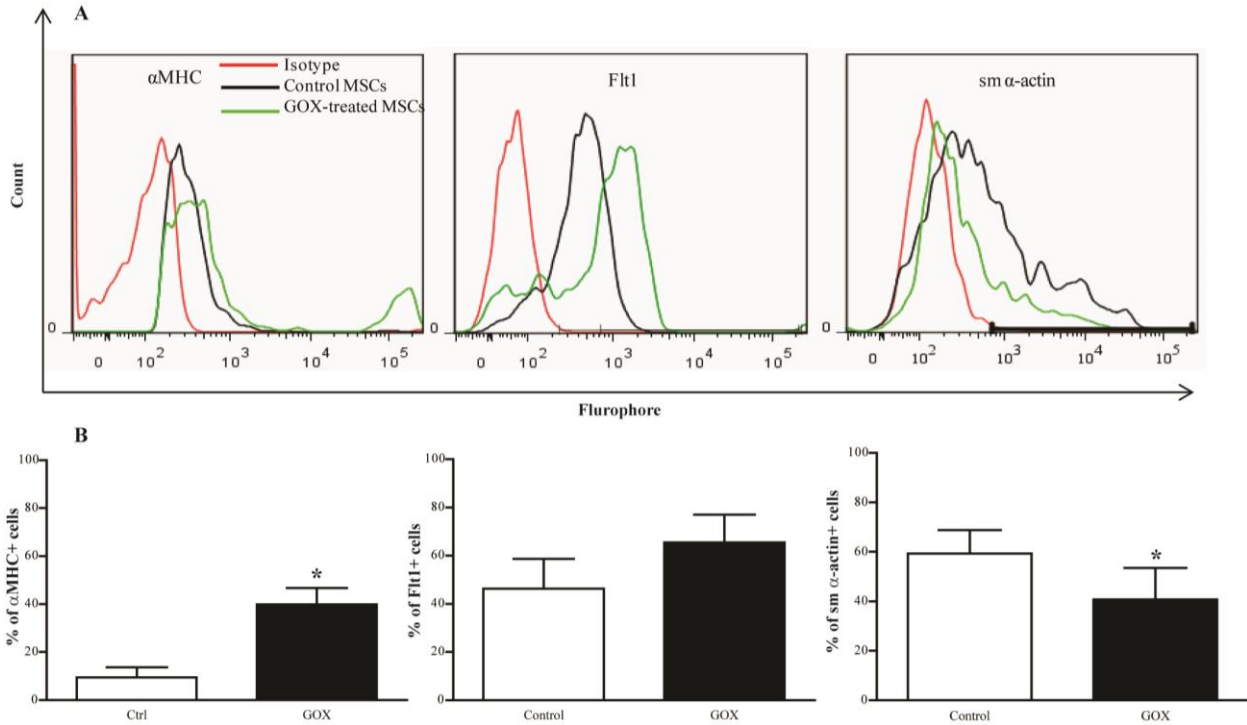 A
αMHC
Isotype
Control MSCs
GOX-treated MSCs
Flt1
sm α-actin
Count
0
0 10² 10³ 10⁴ 10⁵
0
0 10² 10³ 10⁴ 10⁵
0
0 10² 10³ 10⁴ 10⁵
Flurophore
B
% of αMHC+ cells
100
80
60
40
20
0
*
Ctrl GOX
% of Flt1+ cells
100
80
60
40
20
0
Control GOX
% of sm α-actin+ cells
100
80
60
40
20
0
*
Control GOX